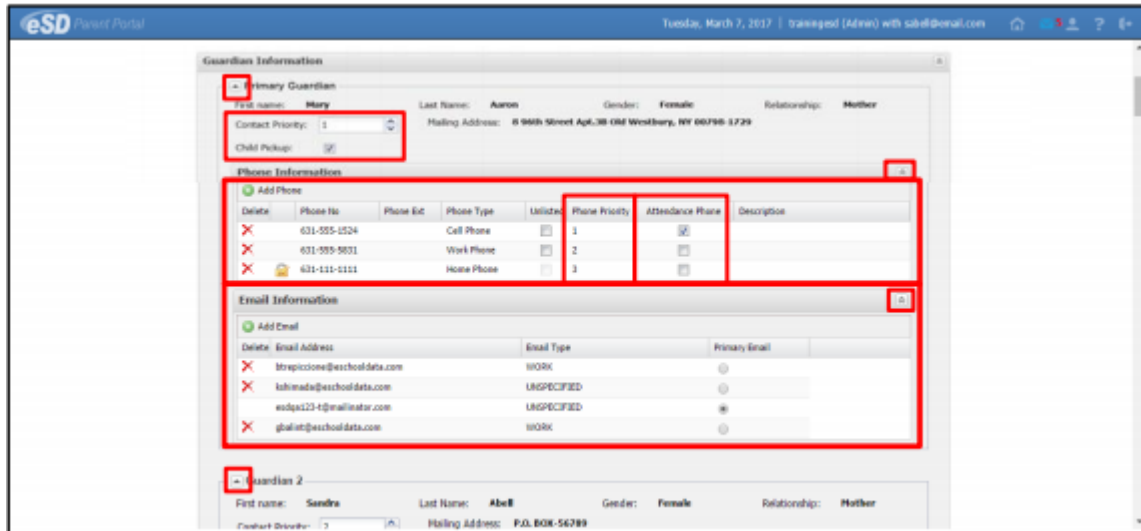 eSD Parent Portal Tuesday, March 7, 2017 | trainingesd (Admin) with sabell@email.com 5 ?
Guardian Information
Primary Guardian
First name: Mary Last Name: Aaron Gender: Female Relationship: Mother
Contact Priority: 1 Mailing Address: 8 98th Street Apt.3B Old Westbury, NY 00798-1729
Child Pickup:
Phone Information
Add Phone
Delete Phone No Phone Ext Phone Type Unlisted Phone Priority Attendance Phone Description
631-555-1524 Cell Phone 1
631-555-5831 Work Phone 2
631-111-1111 Home Phone 3
Email Information
Add Email
Delete Email Address Email Type Primary Email
btrepiccione@eschooldata.com WORK
kshimada@eschooldata.com UNSPECIFIED
esdqa123-t@mailinator.com UNSPECIFIED
gbaliett@eschooldata.com WORK
Guardian 2
First name: Sandra Last Name: Abell Gender: Female Relationship: Mother
Contact Priority: 2 Mailing Address: P.O. BOX-56789